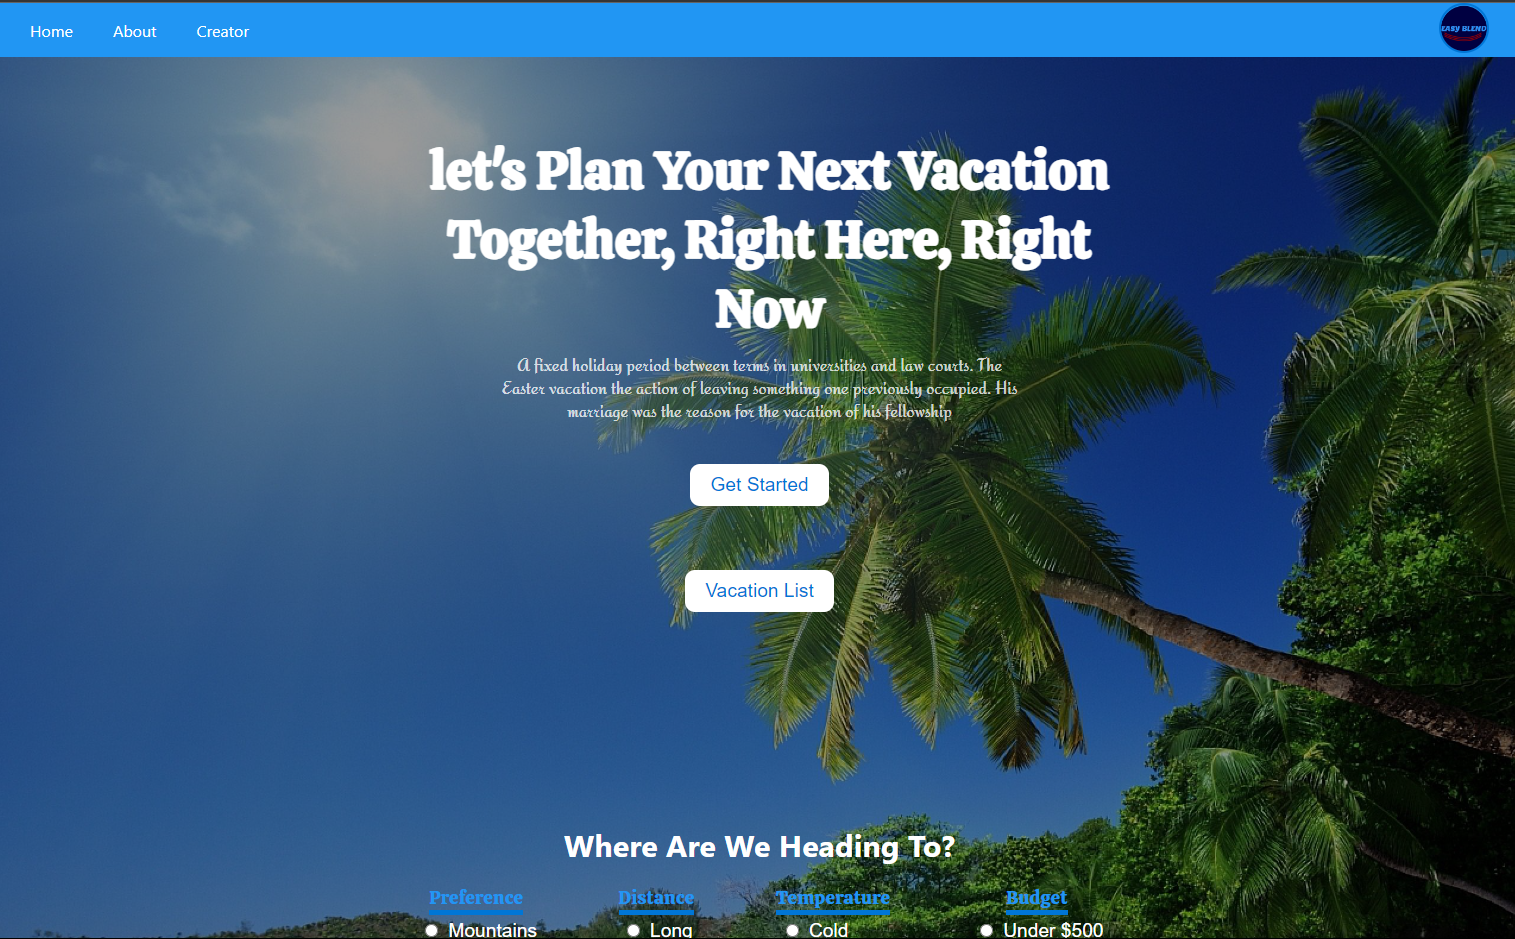 Home About Creator
EASY BLEND
let's Plan Your Next Vacation
Together, Right Here, Right
Now
A fixed holiday period between terms in universities and law courts. The
Easter vacation the action of leaving something one previously occupied. His
marriage was the reason for the vacation of his fellowship
Get Started
Vacation List
Where Are We Heading To?
Preference Distance Temperature Budget
Mountains Long Cold Under $500